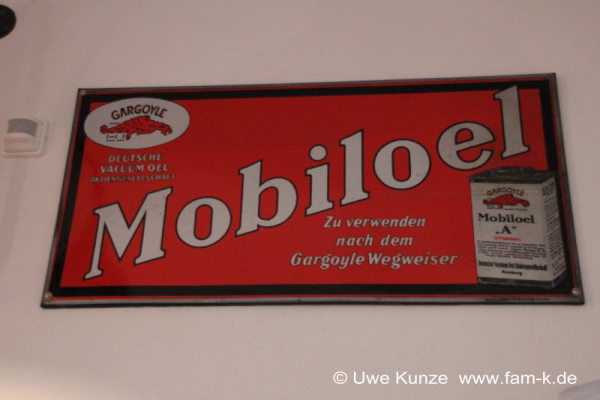 GARGOYLE
DEUTSCHE
VACUUM OEL
AKTIENGESELLSCHAFT
Mobiloel
Zu verwenden
nach dem
Gargoyle Wegweiser
GARGOYLE
Mobiloel
„A"
© Uwe Kunze www.fam-k.de